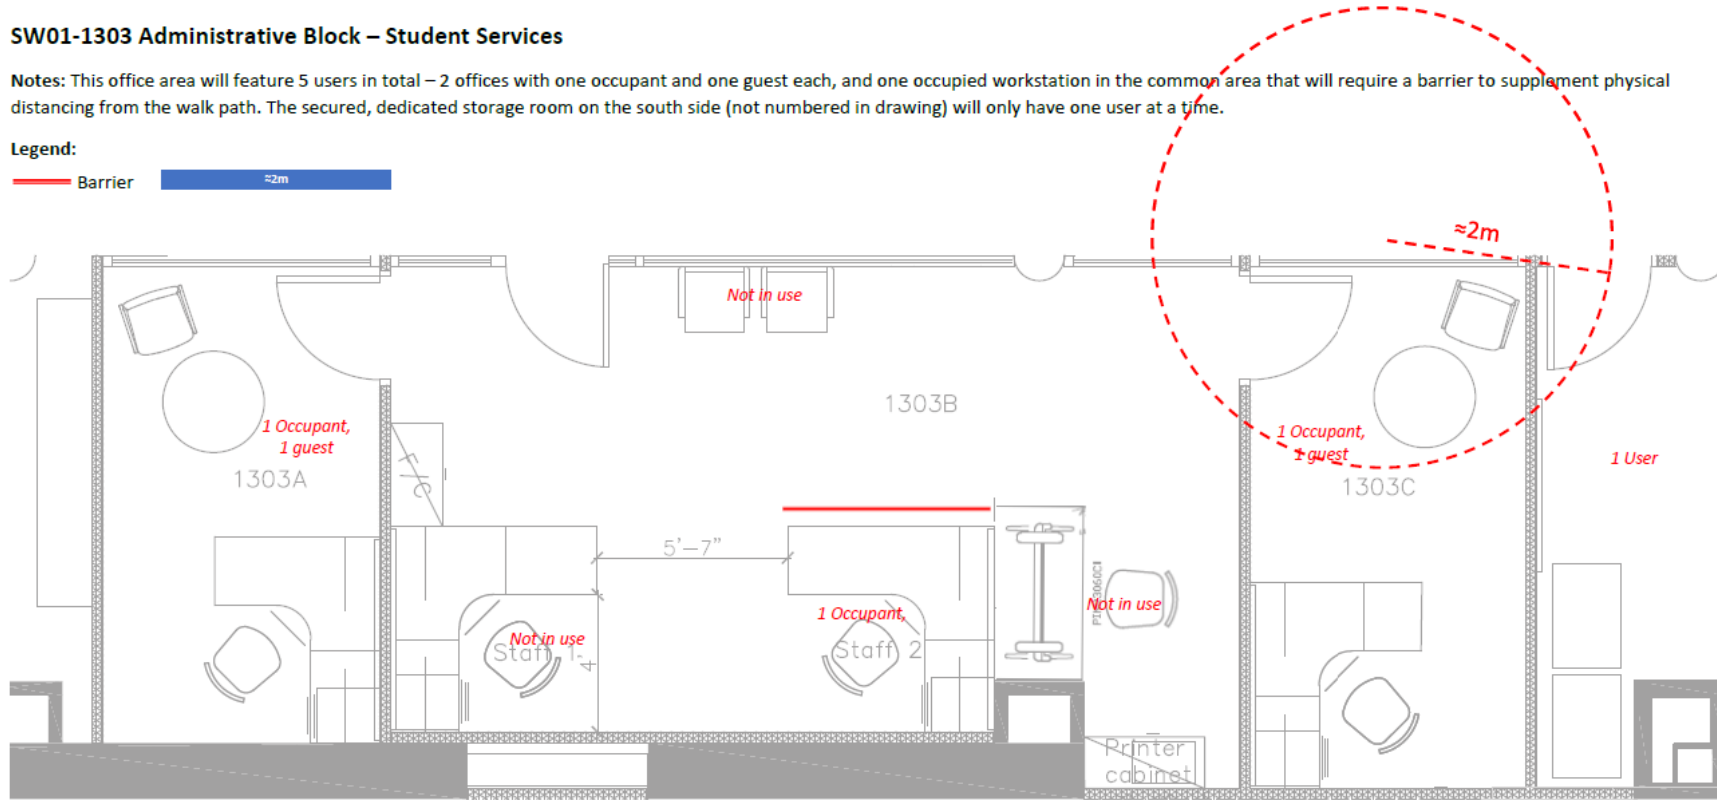 SW01-1303 Administrative Block – Student Services
Notes: This office area will feature 5 users in total – 2 offices with one occupant and one guest each, and one occupied workstation in the common area that will require a barrier to supplement physical
distancing from the walk path. The secured, dedicated storage room on the south side (not numbered in drawing) will only have one user at a time.
Legend:
Barrier
≈2m
≈2m
Not in use
1303B
1 Occupant,
1 guest
1303A
F/C
1 Occupant,
1 guest
1303C
1 User
5'-7"
Not in use
Staff 1
1 Occupant,
Staff 2
Not in use
Printer
cabinet